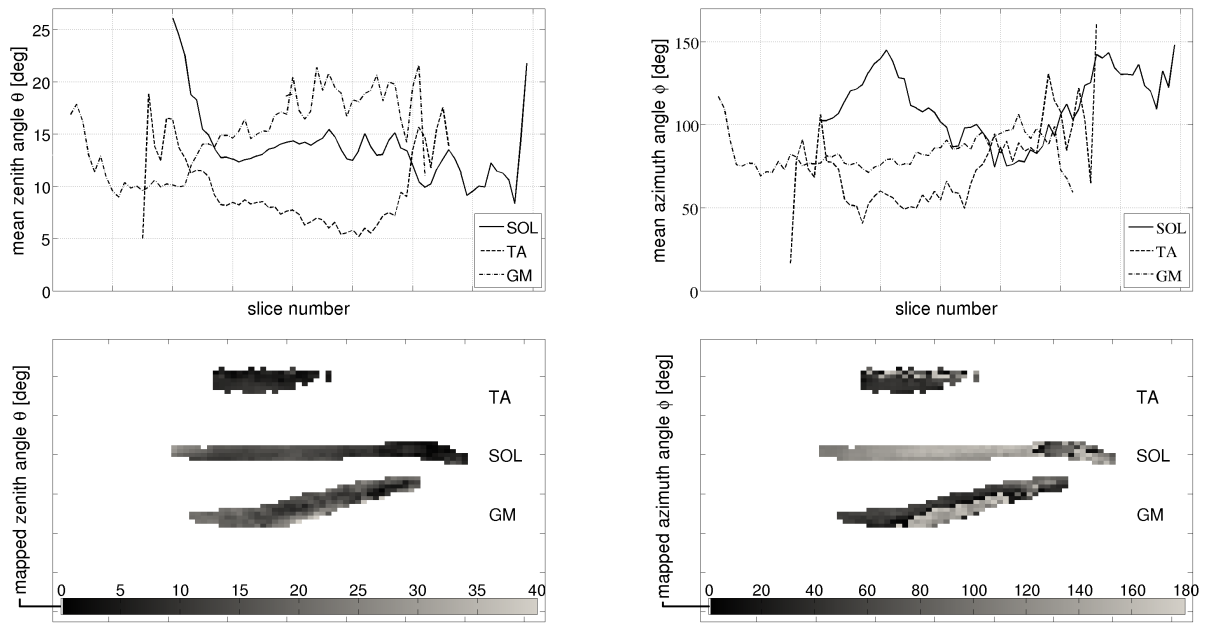 mean zenith angle θ [deg]
25
20
15
10
5
0
SOL
TA
GM
slice number
mean azimuth angle ϕ [deg]
150
100
50
0
SOL
TA
GM
slice number
mapped zenith angle θ [deg]
TA
SOL
GM
0 5 10 15 20 25 30 35 40
mapped azimuth angle ϕ [deg]
TA
SOL
GM
0 20 40 60 80 100 120 140 160 180